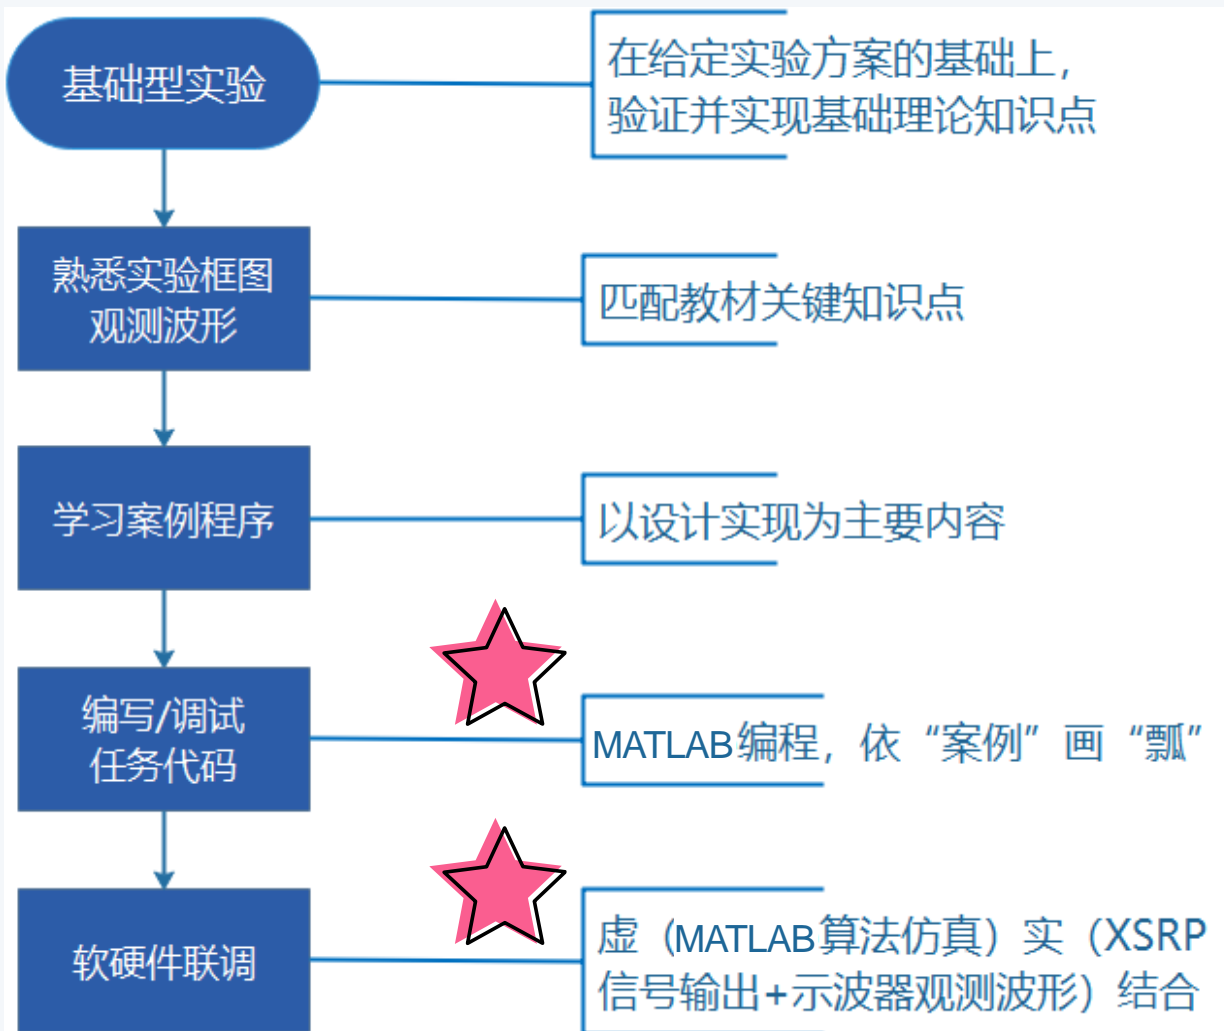 基础型实验
在给定实验方案的基础上，
验证并实现基础理论知识点
熟悉实验框图
观测波形
匹配教材关键知识点
学习案例程序
以设计实现为主要内容
编写/调试
任务代码
MATLAB编程，依“案例”画“瓢”
软硬件联调
虚（MATLAB算法仿真）实（XSRP
信号输出+示波器观测波形）结合